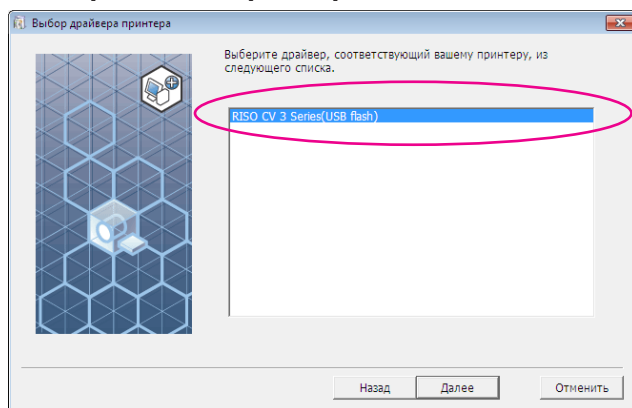 Выбор драйвера принтера
Выберите драйвер, соответствующий вашему принтеру, из
следующего списка.
RISO CV 3 Series(USB flash)
Назад
Далее
Отменить